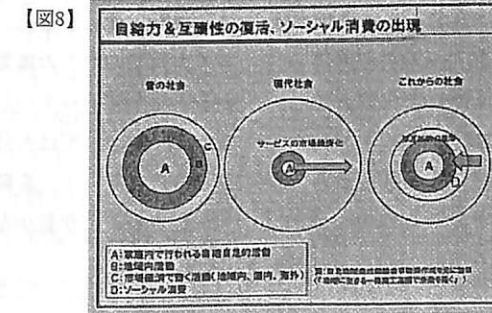 【図8】
自給力&互酬性の復活、ソーシャル消費の出現
昔の社会
現代社会
これからの社会
サービスの市場経済化
A
B
C
A
A
D
A:家庭内で行われる自給自足的活動
B:地域内活動
C:市場経済で動く活動(地域内、国内、海外)
D:ソーシャル消費